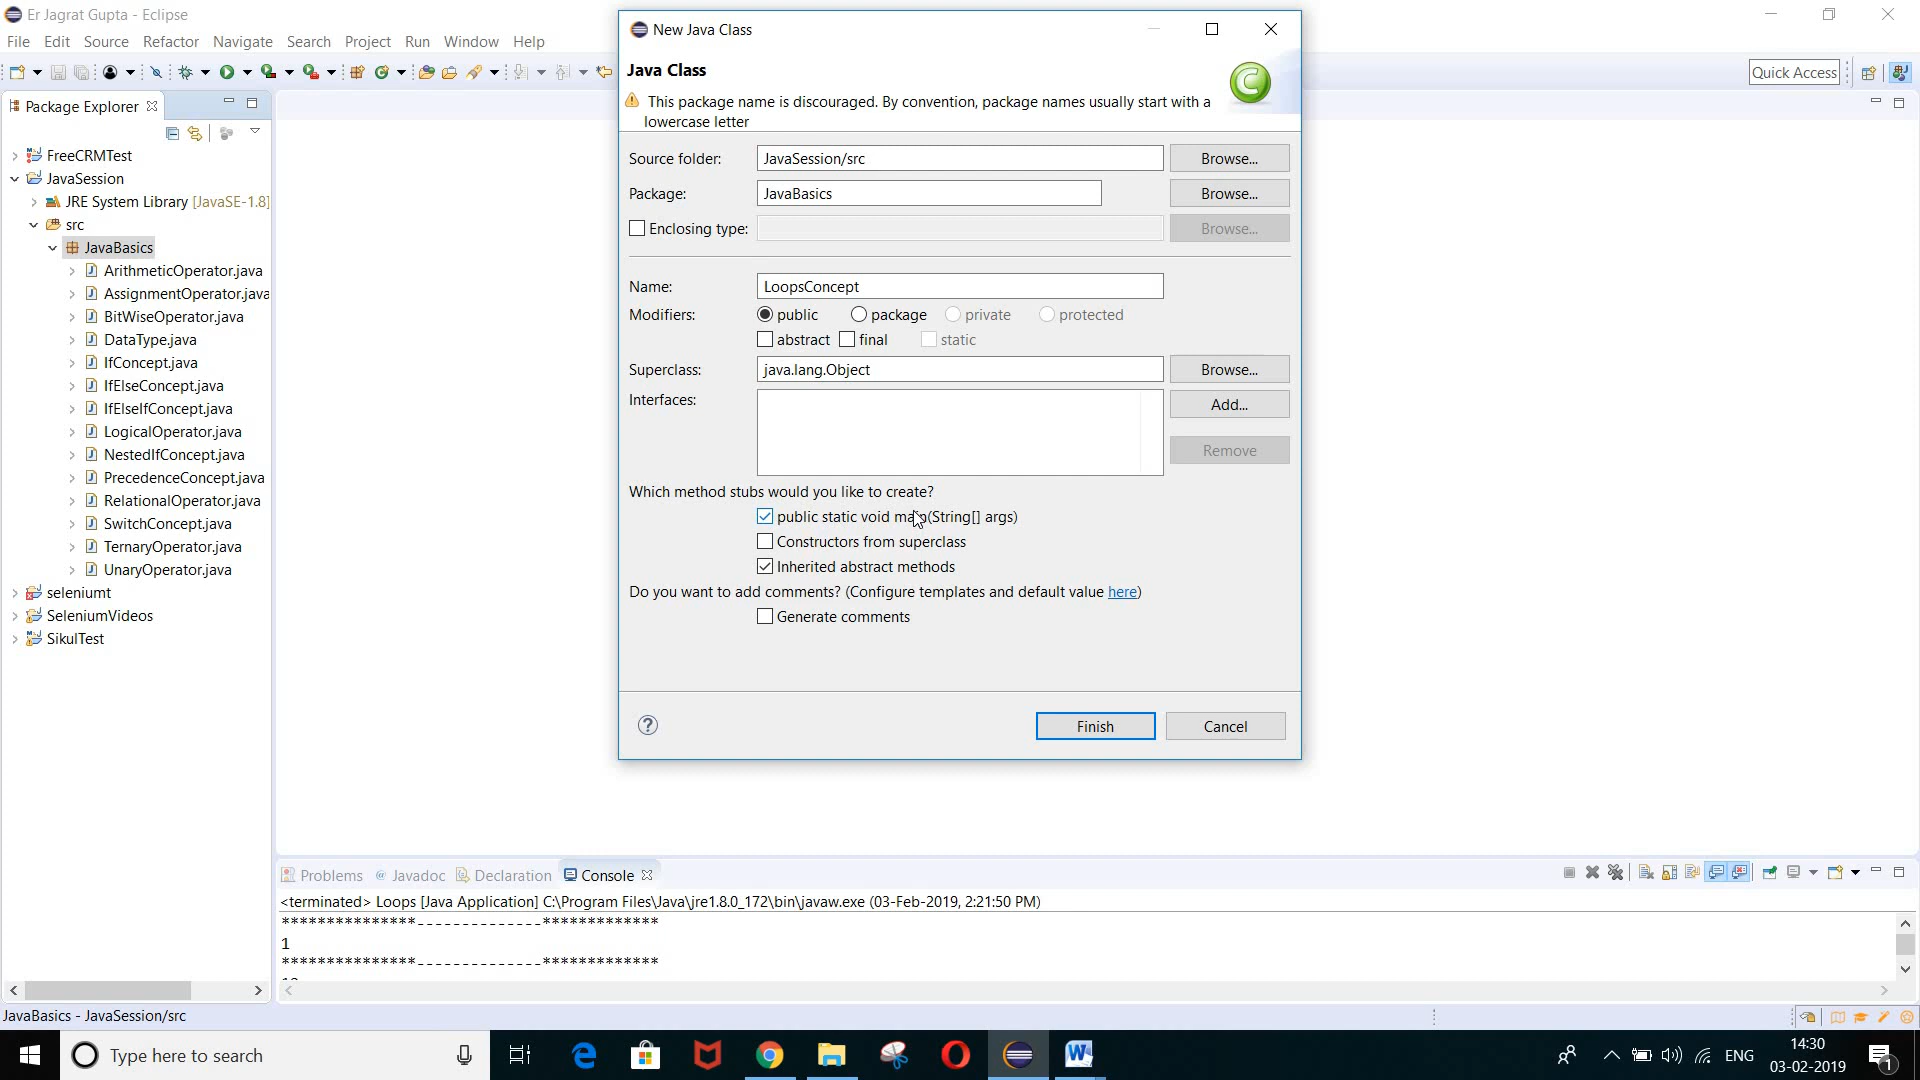 Er Jagrat Gupta - Eclipse
File Edit Source Refactor Navigate Search Project Run Window Help
Quick Access
Package Explorer
FreeCRMTest
JavaSession
JRE System Library [JavaSE-1.8]
src
JavaBasics
ArithmeticOperator.java
AssignmentOperator.java
BitWiseOperator.java
DataType.java
IfConcept.java
IfElseConcept.java
IfElseIfConcept.java
LogicalOperator.java
NestedIfConcept.java
PrecedenceConcept.java
RelationalOperator.java
SwitchConcept.java
TernaryOperator.java
UnaryOperator.java
seleniumt
SeleniumVideos
SikulTest
New Java Class
Java Class
This package name is discouraged. By convention, package names usually start with a
lowercase letter
Source folder: JavaSession/src Browse...
Package: JavaBasics Browse...
Enclosing type: Browse...
Name: LoopsConcept
Modifiers: public package private protected
abstract final static
Superclass: java.lang.Object Browse...
Interfaces: Add...
Remove
Which method stubs would you like to create?
public static void main(String[] args)
Constructors from superclass
Inherited abstract methods
Do you want to add comments? (Configure templates and default value here)
Generate comments
Finish Cancel
Problems Javadoc Declaration Console
<terminated> Loops [Java Application] C:\Program Files\Java\jre1.8.0_172\bin\javaw.exe (03-Feb-2019, 2:21:50 PM)
***************--------------*************
1
***************--------------*************
JavaBasics - JavaSession/src
Type here to search
ENG
14:30
03-02-2019
1